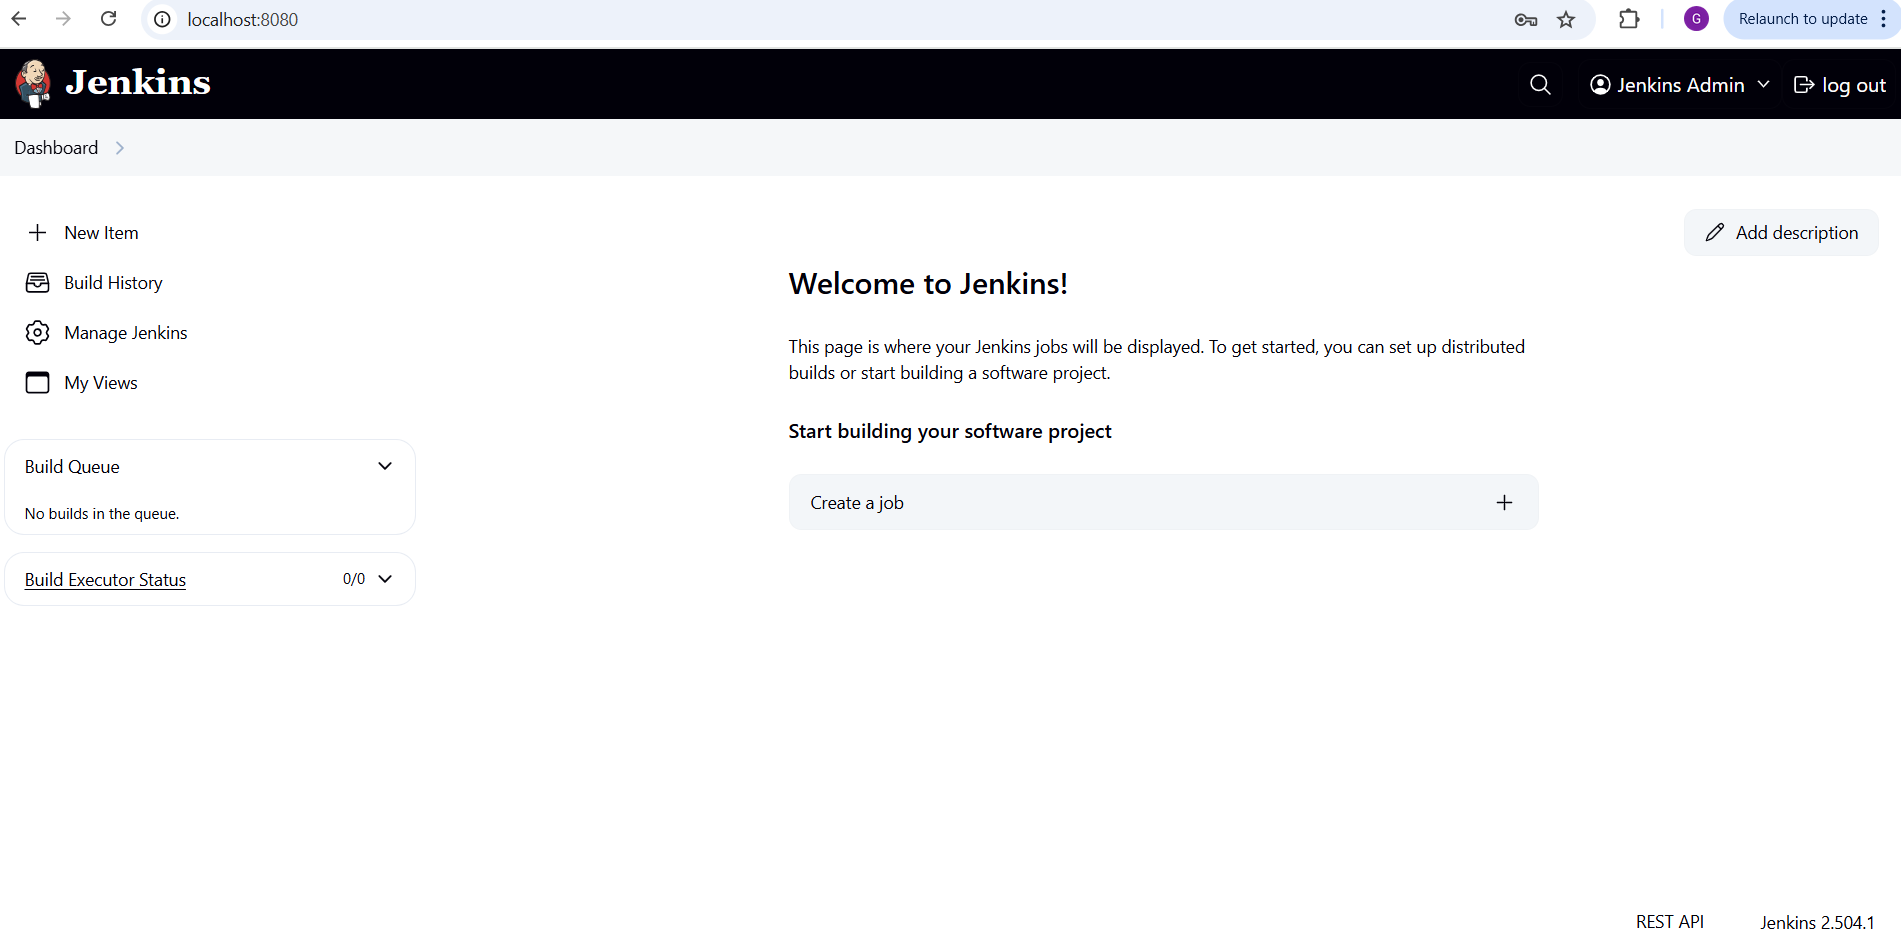 localhost:8080
G
Relaunch to update
Jenkins
Jenkins Admin
log out
Dashboard
New Item
Add description
Build History
Manage Jenkins
My Views
Welcome to Jenkins!
This page is where your Jenkins jobs will be displayed. To get started, you can set up distributed
builds or start building a software project.
Start building your software project
Create a job
Build Queue
No builds in the queue.
Build Executor Status
0/0
REST API
Jenkins 2.504.1